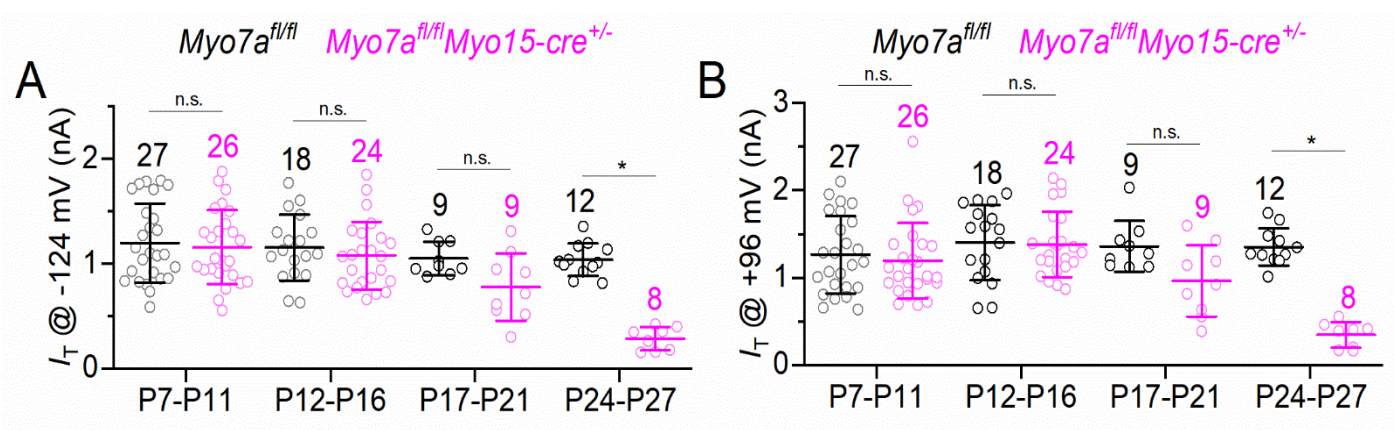 Myo7afl/fl Myo7afl/flMyo15-cre+/-
A
IT @ -124 mV (nA)
2
1
0
n.s.
n.s.
n.s.
*
27
26
18
24
9
9
12
8
P7-P11
P12-P16
P17-P21
P24-P27
Myo7afl/fl Myo7afl/flMyo15-cre+/-
B
IT @ +96 mV (nA)
3
2
1
0
n.s.
n.s.
n.s.
*
27
26
18
24
9
9
12
8
P7-P11
P12-P16
P17-P21
P24-P27